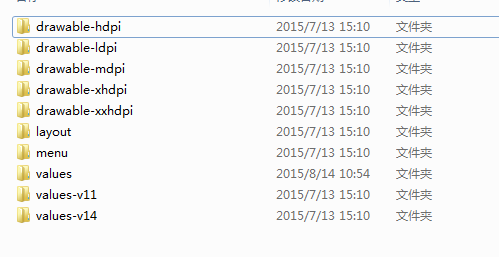 drawable-hdpi 2015/7/13 15:10 文件夹
drawable-ldpi 2015/7/13 15:10 文件夹
drawable-mdpi 2015/7/13 15:10 文件夹
drawable-xhdpi 2015/7/13 15:10 文件夹
drawable-xxhdpi 2015/7/13 15:10 文件夹
layout 2015/7/13 15:10 文件夹
menu 2015/7/13 15:10 文件夹
values 2015/8/14 10:54 文件夹
values-v11 2015/7/13 15:10 文件夹
values-v14 2015/7/13 15:10 文件夹